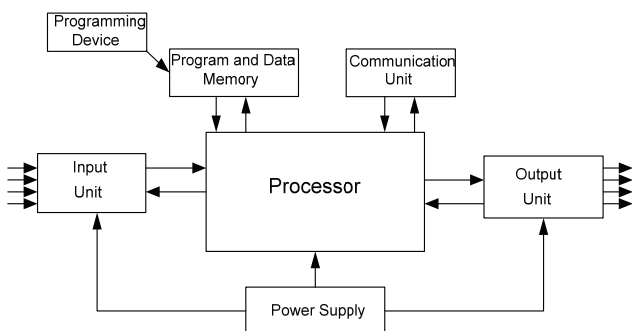 Programming
Device
Program and Data
Memory
Communication
Unit
Input
Unit
Processor
Output
Unit
Power Supply